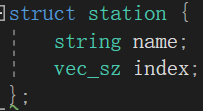 struct station {
    string name;
    vec_sz index;
};